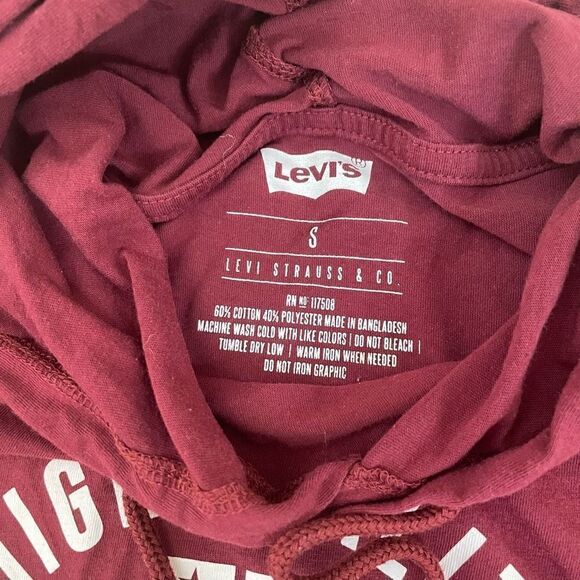 Levi's®
S
LEVI STRAUSS & CO.
RN NO. 117508
60% COTTON 40% POLYESTER MADE IN BANGLADESH
MACHINE WASH COLD WITH LIKE COLORS | DO NOT BLEACH |
TUMBLE DRY LOW | WARM IRON WHEN NEEDED
DO NOT IRON GRAPHIC